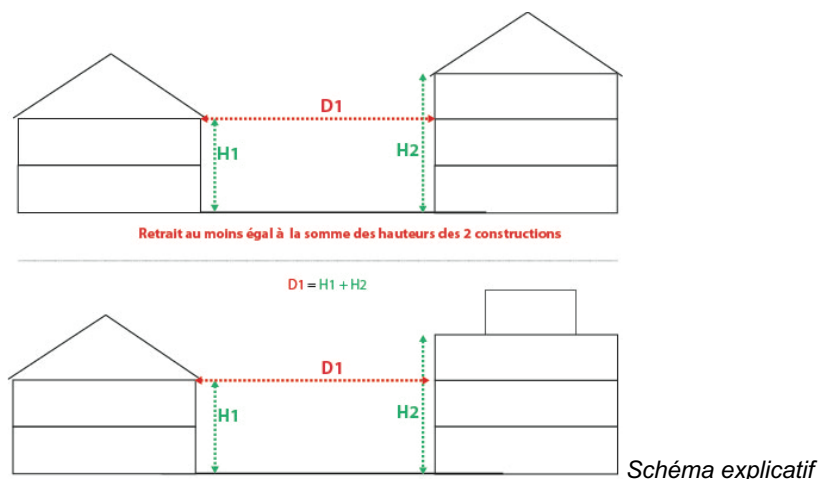 D1
H1
H2
Retrait au moins égal à la somme des hauteurs des 2 constructions
D1 = H1 + H2
D1
H1
H2
Schéma explicatif